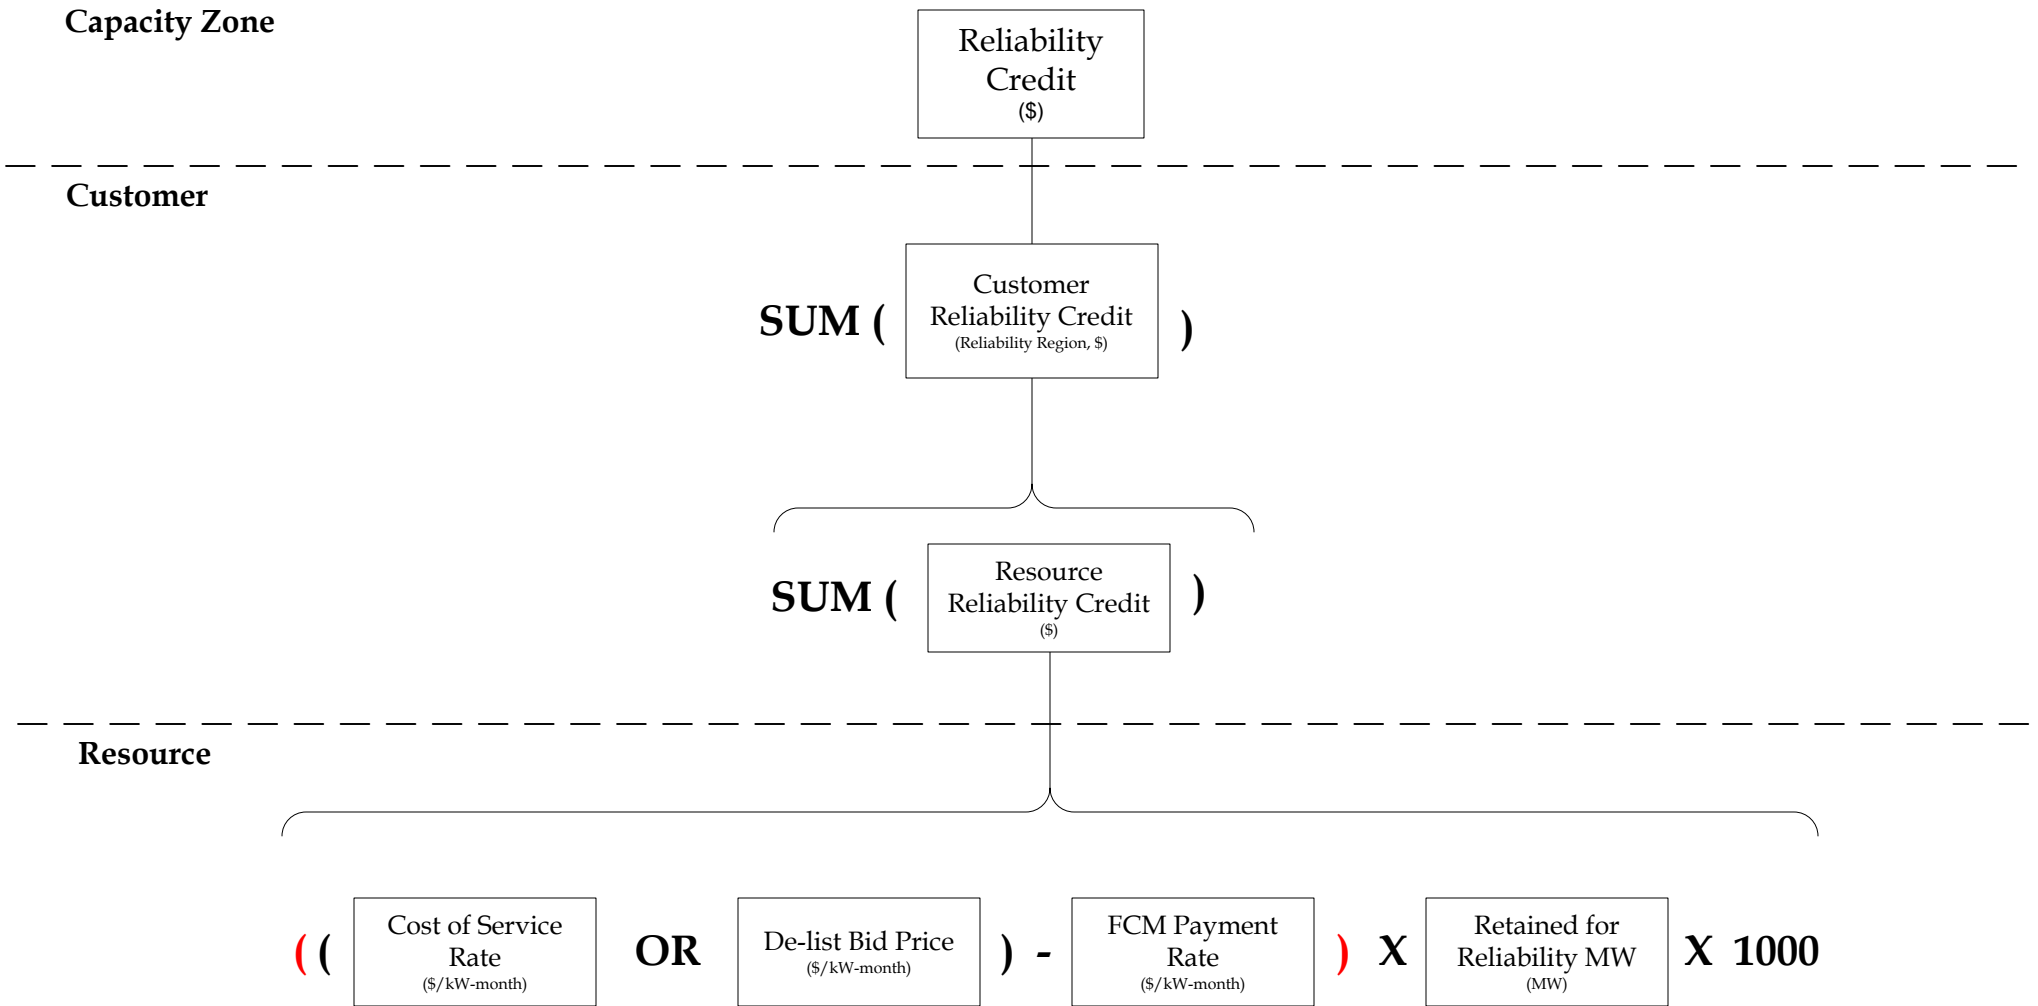 Capacity Zone
Reliability
Credit
($)
Customer
SUM (
Customer
Reliability Credit
(Reliability Region, $)
)
SUM (
Resource
Reliability Credit
($)
)
Resource
( (
Cost of Service
Rate
($/kW-month)
OR
De-list Bid Price
($/kW-month)
) -
FCM Payment
Rate
($/kW-month)
) X
Retained for
Reliability MW
(MW)
X 1000